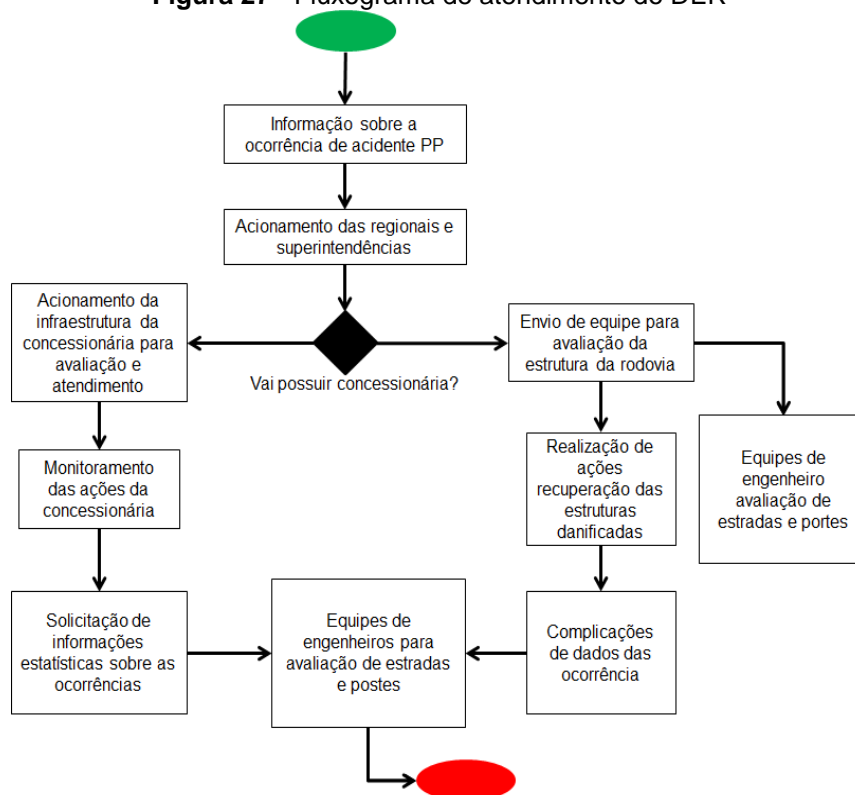 Figura 27 - Fluxograma de atendimento do DER
Informação sobre a
ocorrência de acidente PP
Acionamento das regionais e
superintendências
Vai possuir concessionária?
Acionamento da
infraestrutura da
concessionária para
avaliação e
atendimento
Monitoramento
das ações da
concessionária
Solicitação de
informações
estatísticas sobre as
ocorrências
Envio de equipe para
avaliação da
estrutura da rodovia
Realização de
ações
recuperação das
estruturas
danificadas
Complicações
de dados das
ocorrência
Equipes de
engenheiro
avaliação de
estradas e portes
Equipes de
engenheiros para
avaliação de estradas
e postes